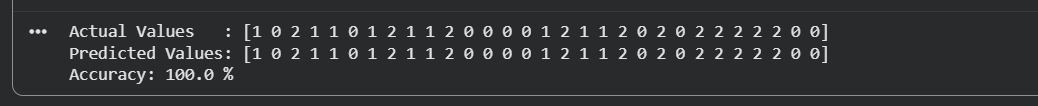 Actual Values   : [1 0 2 1 1 0 1 2 1 1 2 0 0 0 0 1 2 1 1 2 0 2 0 2 2 2 2 2 0 0]
Predicted Values: [1 0 2 1 1 0 1 2 1 1 2 0 0 0 0 1 2 1 1 2 0 2 0 2 2 2 2 2 0 0]
Accuracy: 100.0 %